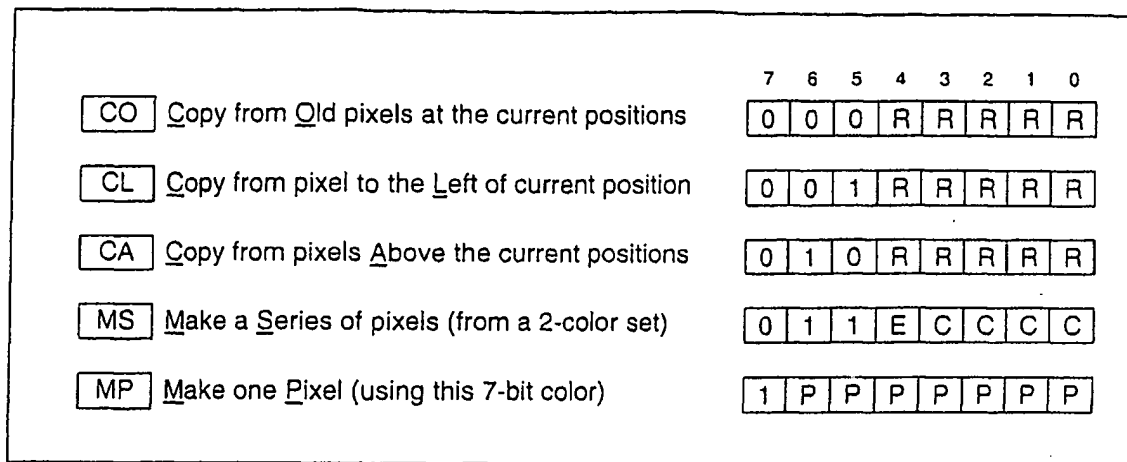 7 6 5 4 3 2 1 0
CO Copy from Old pixels at the current positions 0 0 0 R R R R R
CL Copy from pixel to the Left of current position 0 0 1 R R R R R
CA Copy from pixels Above the current positions 0 1 0 R R R R R
MS Make a Series of pixels (from a 2-color set) 0 1 1 E C C C C
MP Make one Pixel (using this 7-bit color) 1 P P P P P P P